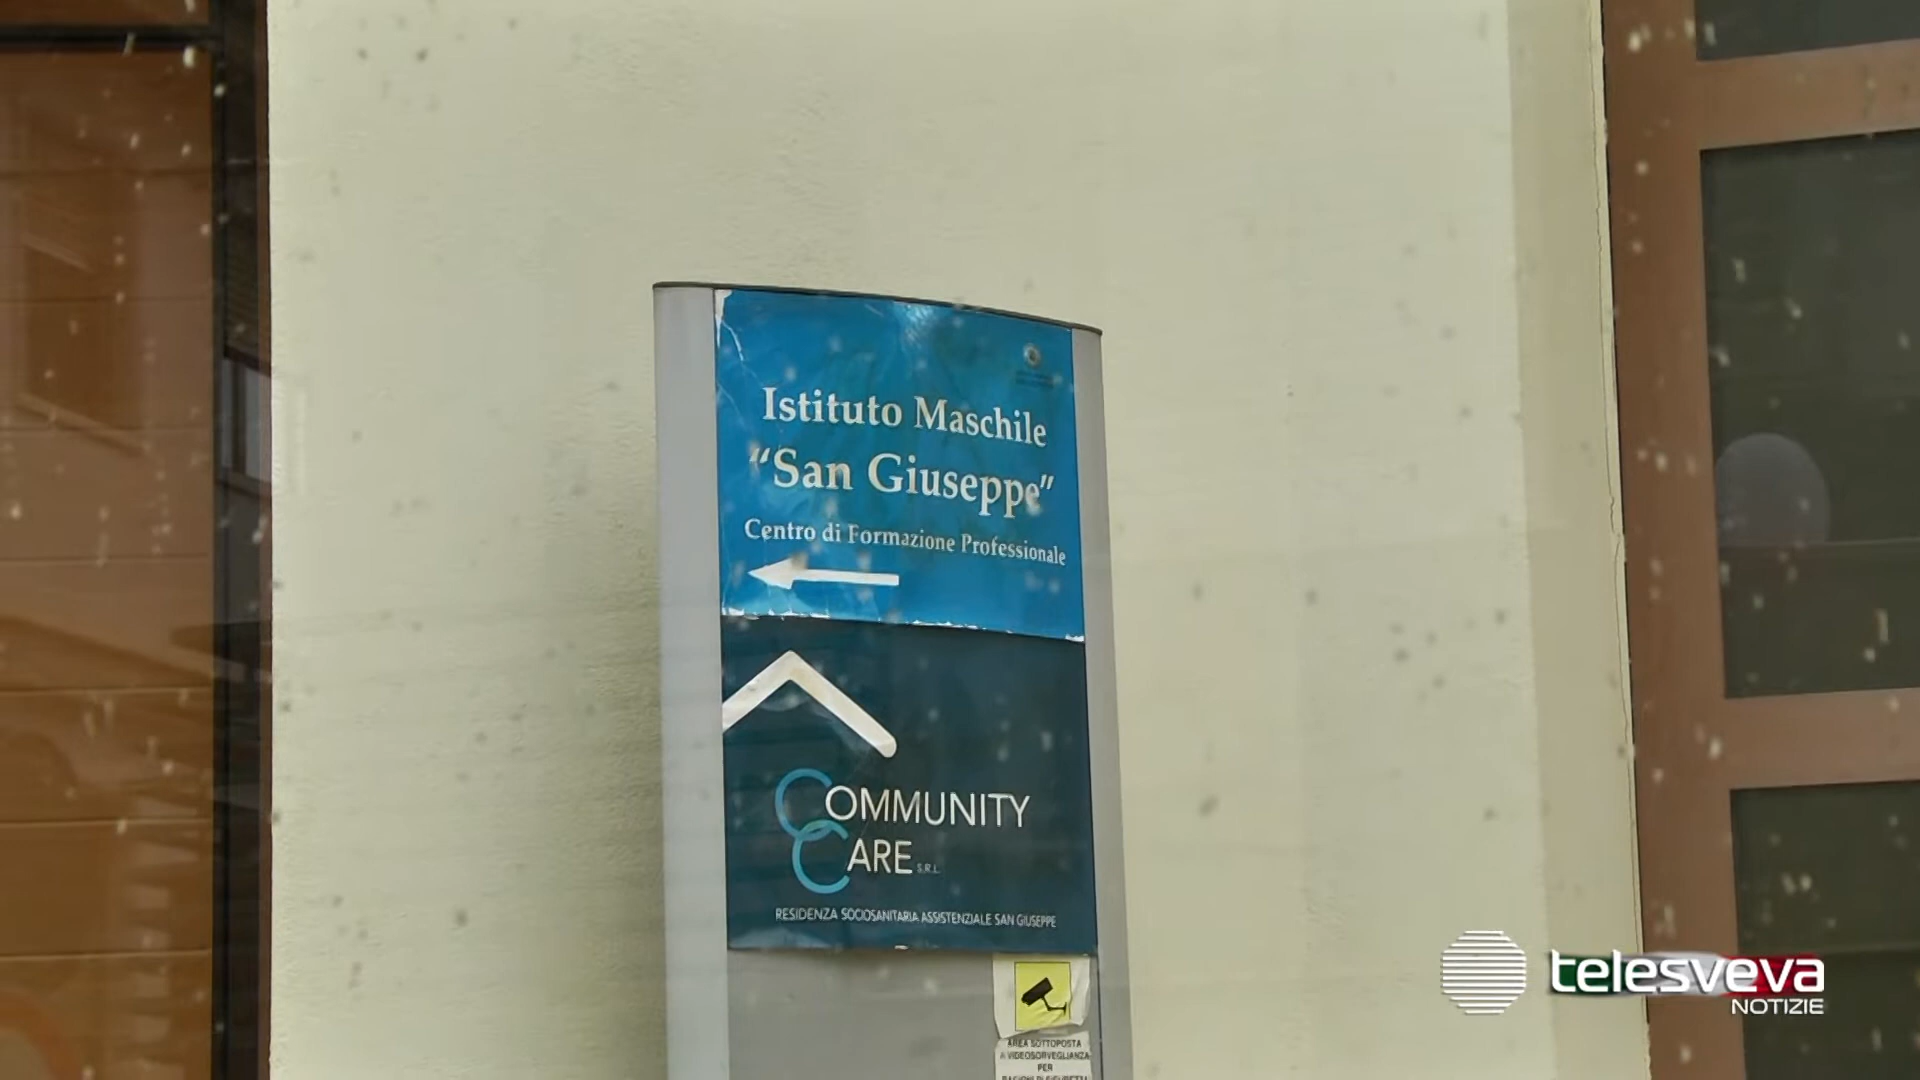 Istituto Maschile
“San Giuseppe”
Centro di Formazione Professionale
COMMUNITY
CARE S.R.L.
RESIDENZA SOCIOSANITARIA ASSISTENZIALE SAN GIUSEPPE
AREA SOTTOPOSTA
A VIDEOSORVEGLIANZA
PER
telesveva
NOTIZIE